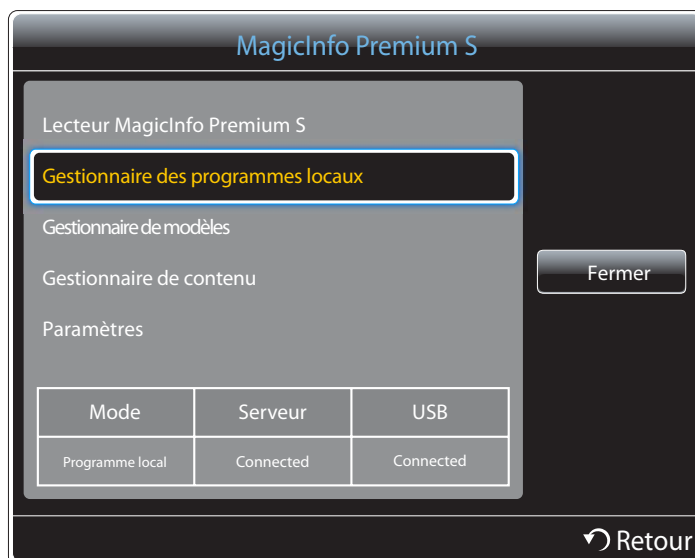 MagicInfo Premium S
Lecteur MagicInfo Premium S
Gestionnaire des programmes locaux
Gestionnaire de modèles
Gestionnaire de contenu
Paramètres
Fermer
Mode Serveur USB
Programme local Connected Connected
Retour